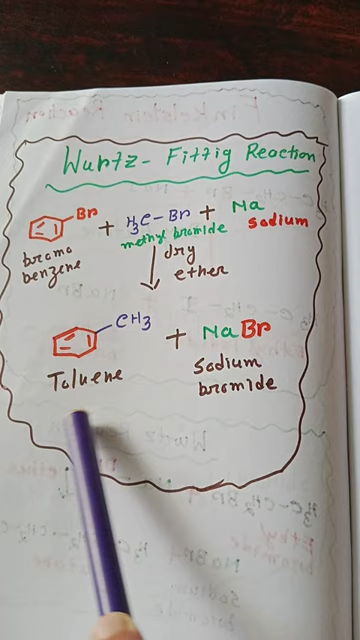 Wurtz-Fittig Reaction
Br + H3C-Br + Na
bromo benzene methyl bromide sodium
dry
ether
CH3 + NaBr
Toluene Sodium
bromide